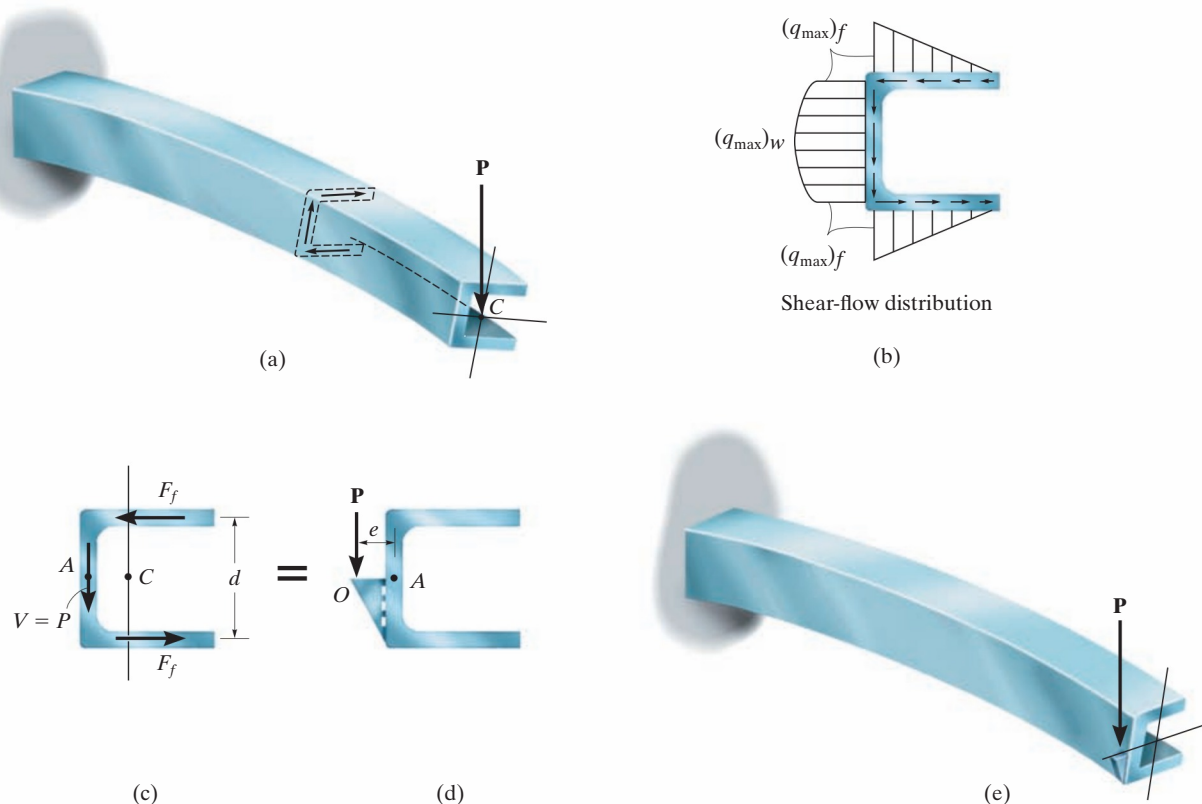 P
C
(a)
(q_max)_f
(q_max)_w
(q_max)_f
Shear-flow distribution
(b)
F_f
A
C
d
V = P
F_f
=
P
e
O
A
(c)
(d)
P
(e)